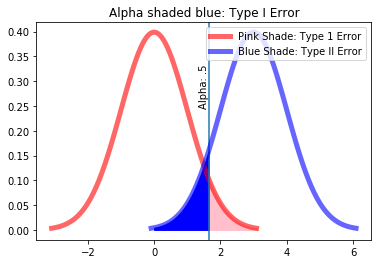 Alpha shaded blue: Type I Error
Pink Shade: Type 1 Error
Blue Shade: Type II Error
Alpha: .5
0.40
0.35
0.30
0.25
0.20
0.15
0.10
0.05
0.00
−2 0 2 4 6